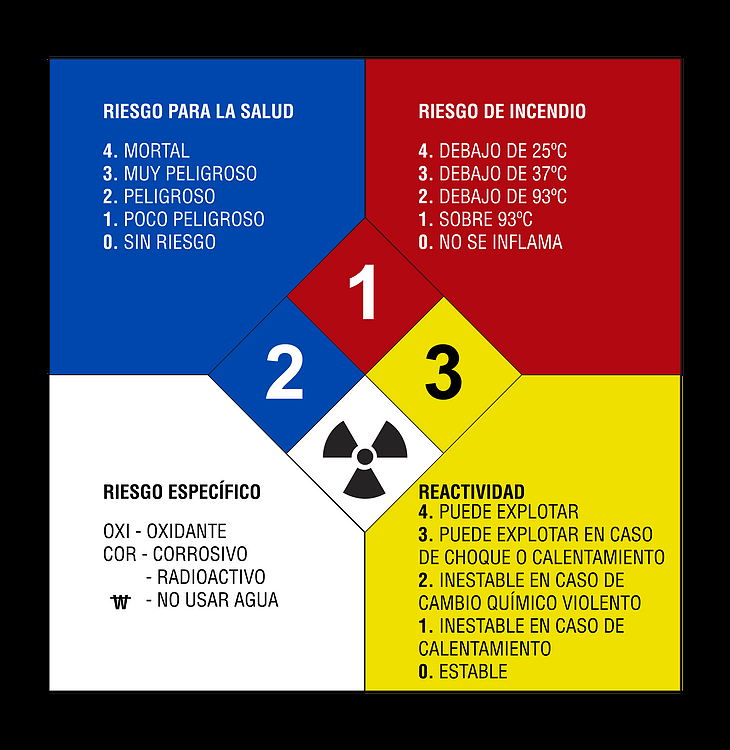 RIESGO PARA LA SALUD
4. MORTAL
3. MUY PELIGROSO
2. PELIGROSO
1. POCO PELIGROSO
0. SIN RIESGO
RIESGO DE INCENDIO
4. DEBAJO DE 25ºC
3. DEBAJO DE 37ºC
2. DEBAJO DE 93ºC
1. SOBRE 93ºC
0. NO SE INFLAMA
1
2
3
RIESGO ESPECÍFICO
OXI - OXIDANTE
COR - CORROSIVO
- RADIOACTIVO
W - NO USAR AGUA
REACTIVIDAD
4. PUEDE EXPLOTAR
3. PUEDE EXPLOTAR EN CASO
DE CHOQUE O CALENTAMIENTO
2. INESTABLE EN CASO DE
CAMBIO QUÍMICO VIOLENTO
1. INESTABLE EN CASO DE
CALENTAMIENTO
0. ESTABLE